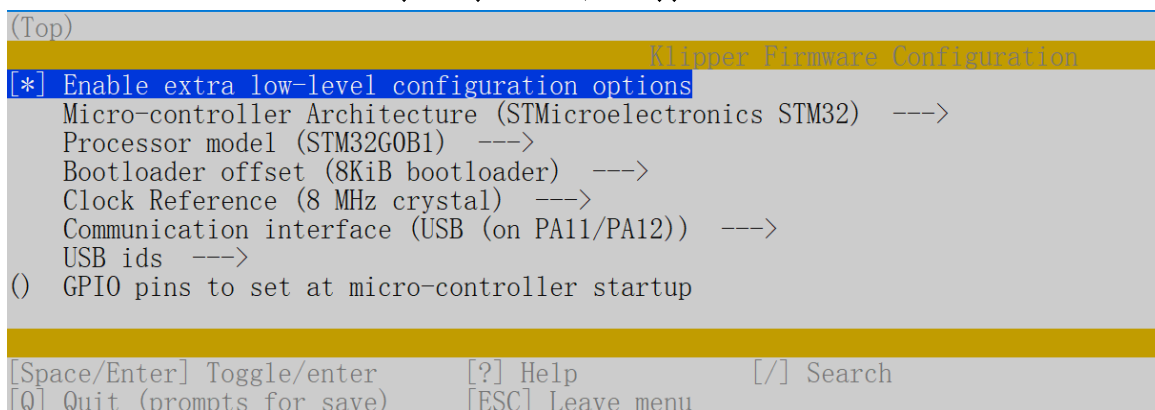 (Top)
Klipper Firmware Configuration
[*] Enable extra low-level configuration options
Micro-controller Architecture (STMicroelectronics STM32) --->
Processor model (STM32G0B1) --->
Bootloader offset (8KiB bootloader) --->
Clock Reference (8 MHz crystal) --->
Communication interface (USB (on PA11/PA12)) --->
USB ids --->
() GPIO pins to set at micro-controller startup
[Space/Enter] Toggle/enter [?] Help [/] Search
[Q] Quit (prompts for save) [ESC] Leave menu